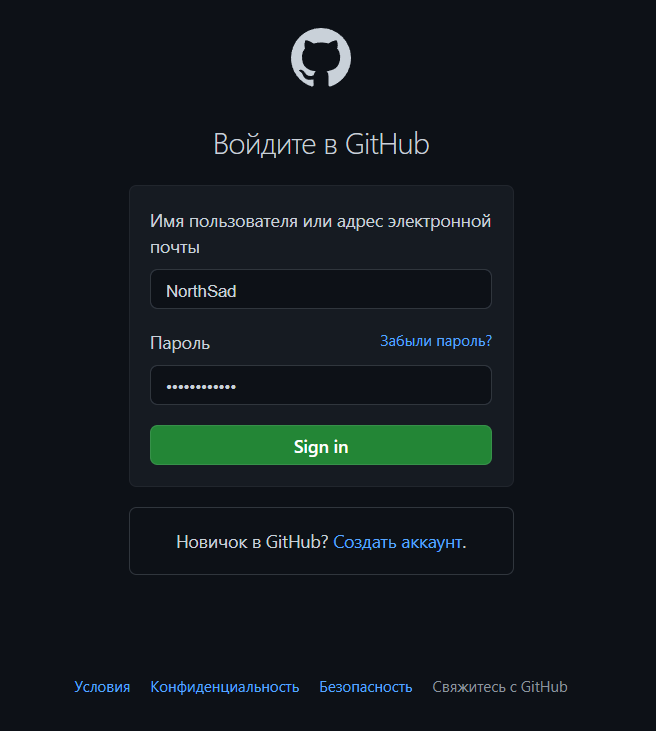 Войдите в GitHub
Имя пользователя или адрес электронной
почты
NorthSad
Пароль
Забыли пароль?
••••••••••••
Sign in
Новичок в GitHub? Создать аккаунт.
Условия Конфиденциальность Безопасность Свяжитесь с GitHub